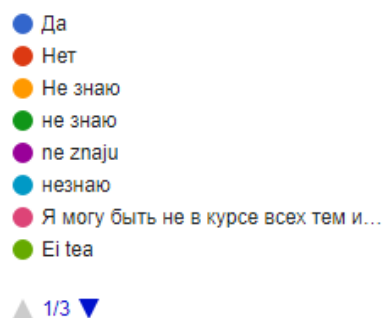 Да
Нет
Не знаю
не знаю
ne znaju
незнаю
Я могу быть не в курсе всех тем и...
Ei tea
1/3